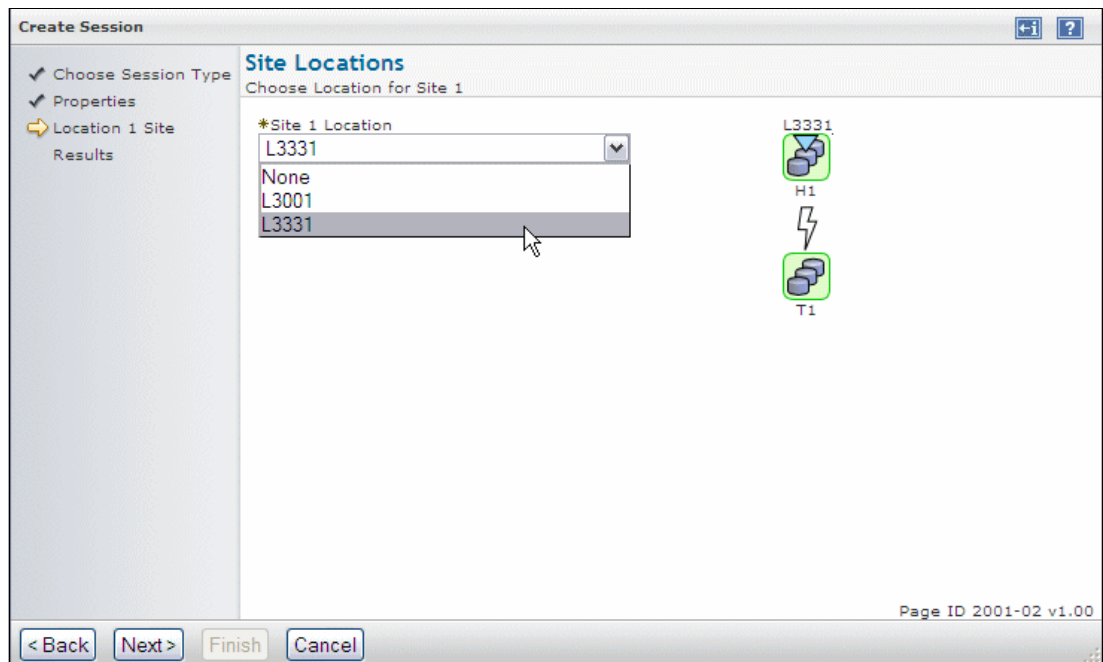 Create Session
?
Choose Session Type
Properties
Location 1 Site
Results
Site Locations
Choose Location for Site 1
*Site 1 Location
L3331
None
L3001
L3331
L3331
H1
T1
Page ID 2001-02 v1.00
< Back
Next >
Finish
Cancel